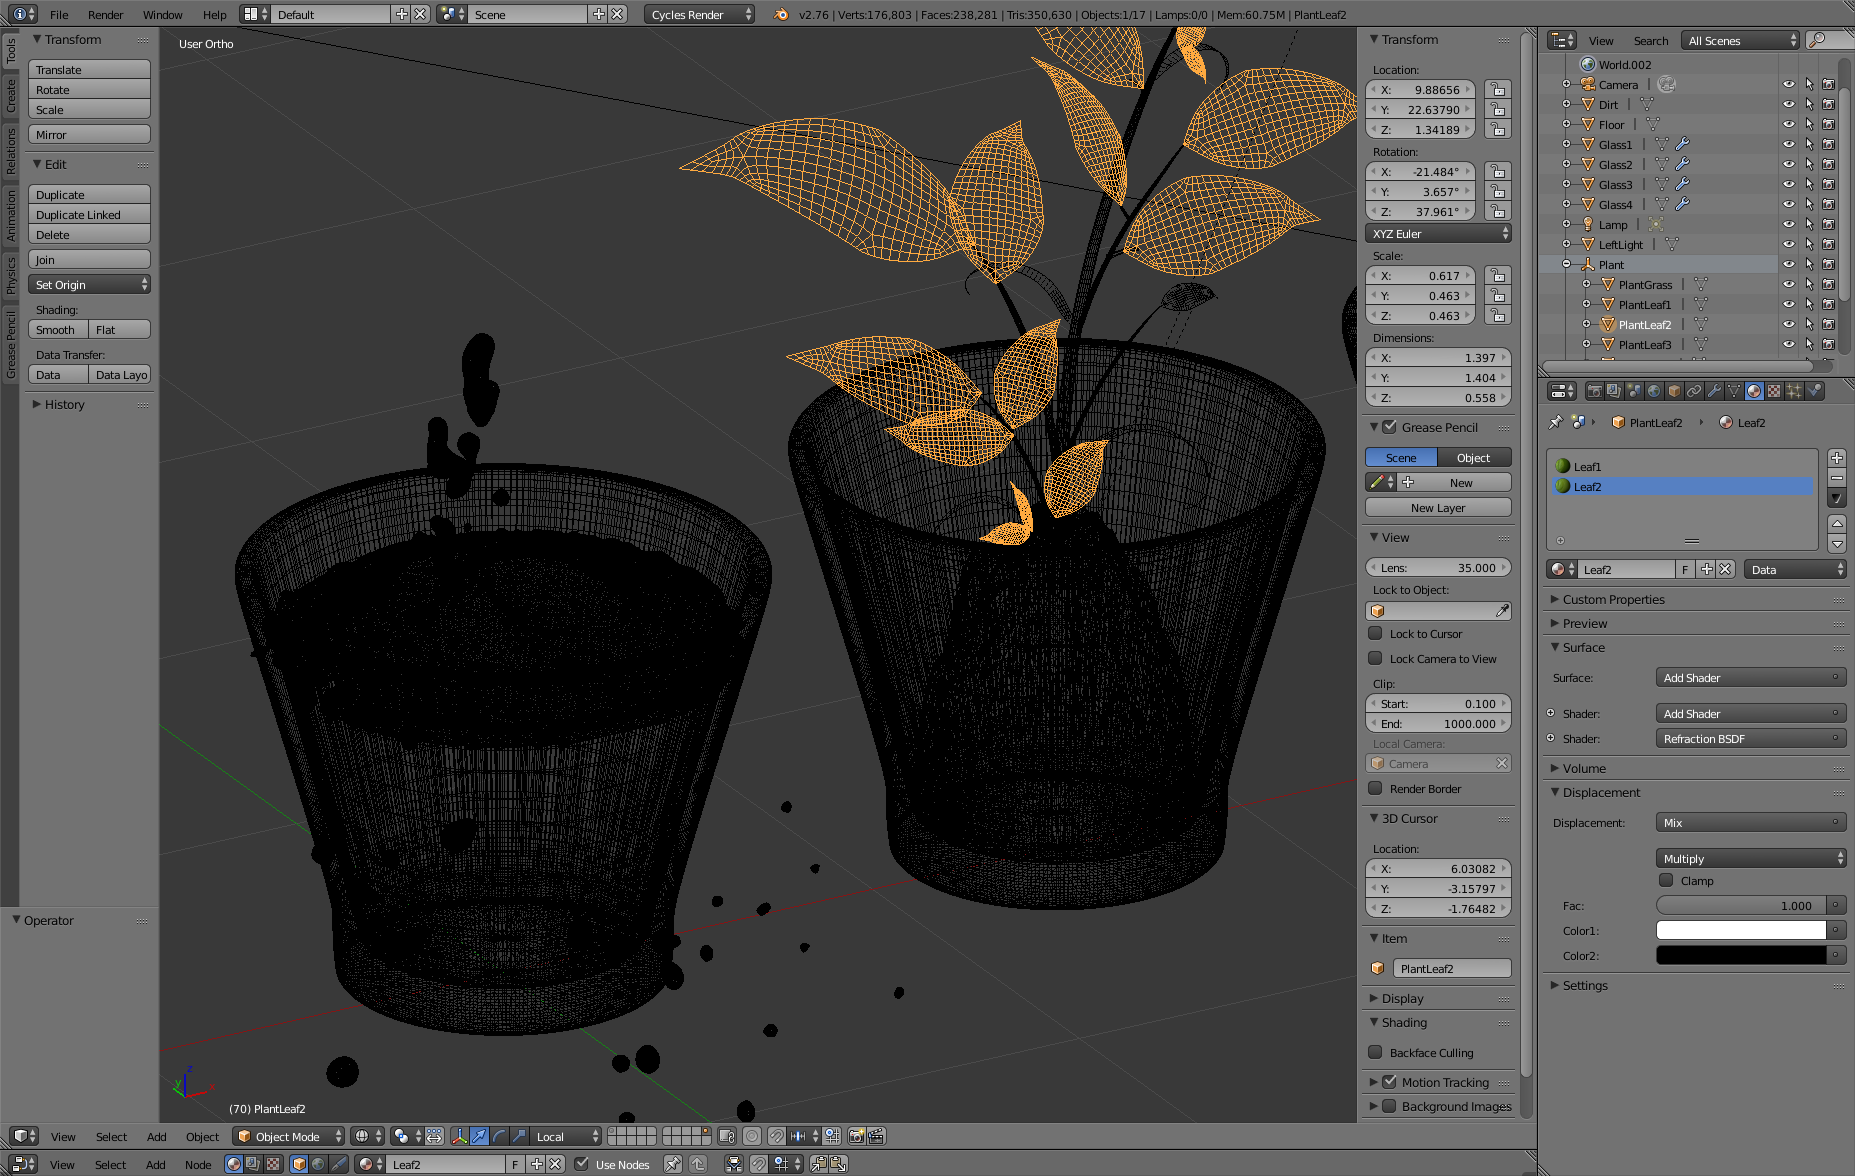 File Render Window Help Default Scene Cycles Render v2.76 | Verts:176,803 | Faces:238,281 | Tris:350,630 | Objects:1/17 | Lamps:0/0 | Mem:60.75M | PlantLeaf2
Tools
Create
Relations
Animation
Physics
Grease Pencil
Transform
Translate
Rotate
Scale
Mirror
Edit
Duplicate
Duplicate Linked
Delete
Join
Set Origin
Shading:
Smooth Flat
Data Transfer:
Data Data Layo
History
Operator
User Ortho
z
y
x
(70) PlantLeaf2
Transform
Location:
X: 9.88656
Y: 22.63790
Z: 1.34189
Rotation:
X: -21.484°
Y: 3.657°
Z: 37.961°
XYZ Euler
Scale:
X: 0.617
Y: 0.463
Z: 0.463
Dimensions:
X: 1.397
Y: 1.404
Z: 0.558
Grease Pencil
Scene Object
New
New Layer
View
Lens: 35.000
Lock to Object:
Lock to Cursor
Lock Camera to View
Clip:
Start: 0.100
End: 1000.000
Local Camera:
Camera
Render Border
3D Cursor
Location:
X: 6.03082
Y: -3.15797
Z: -1.76482
Item
PlantLeaf2
Display
Shading
Backface Culling
Motion Tracking
Background Images
View Search All Scenes
World.002
Camera
Dirt
Floor
Glass1
Glass2
Glass3
Glass4
Lamp
LeftLight
Plant
PlantGrass
PlantLeaf1
PlantLeaf2
PlantLeaf3
PlantLeaf2 Leaf2
Leaf1
Leaf2
Leaf2 F Data
Custom Properties
Preview
Surface
Surface: Add Shader
Shader: Add Shader
Shader: Refraction BSDF
Volume
Displacement
Displacement: Mix
Multiply
Clamp
Fac: 1.000
Color1:
Color2:
Settings
View Select Add Object Object Mode Local
View Select Add Node Leaf2 F Use Nodes